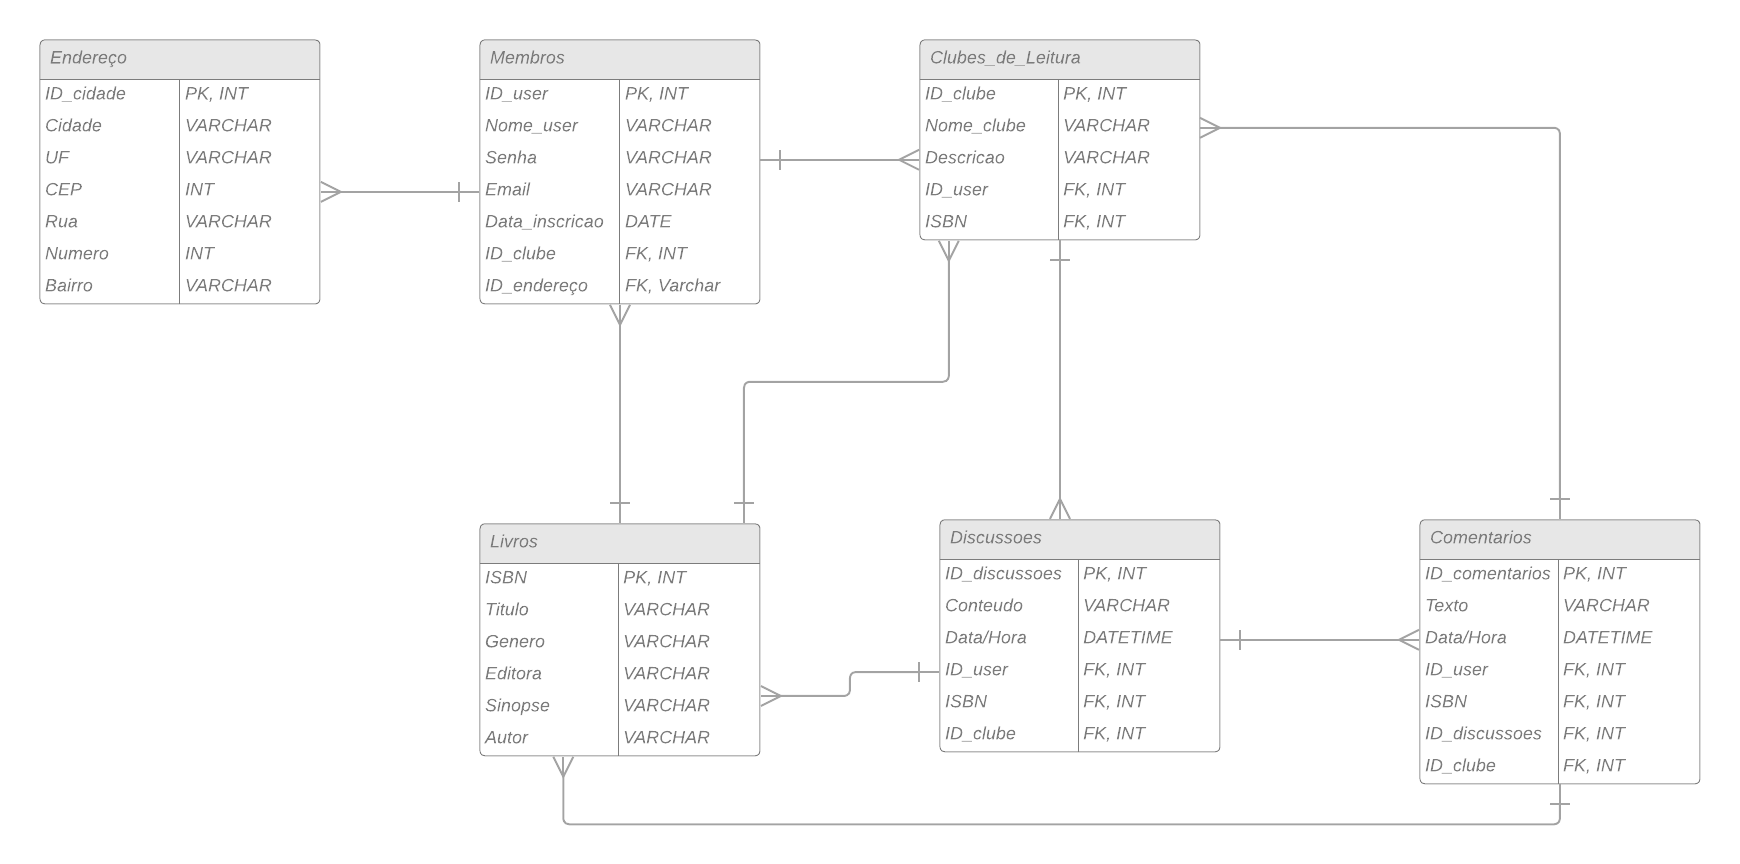 Endereço
ID_cidade PK, INT
Cidade VARCHAR
UF VARCHAR
CEP INT
Rua VARCHAR
Numero INT
Bairro VARCHAR
Membros
ID_user PK, INT
Nome_user VARCHAR
Senha VARCHAR
Email VARCHAR
Data_inscricao DATE
ID_clube FK, INT
ID_endereço FK, Varchar
Clubes_de_Leitura
ID_clube PK, INT
Nome_clube VARCHAR
Descricao VARCHAR
ID_user FK, INT
ISBN FK, INT
Livros
ISBN PK, INT
Titulo VARCHAR
Genero VARCHAR
Editora VARCHAR
Sinopse VARCHAR
Autor VARCHAR
Discussoes
ID_discussoes PK, INT
Conteudo VARCHAR
Data/Hora DATETIME
ID_user FK, INT
ISBN FK, INT
ID_clube FK, INT
Comentarios
ID_comentarios PK, INT
Texto VARCHAR
Data/Hora DATETIME
ID_user FK, INT
ISBN FK, INT
ID_discussoes FK, INT
ID_clube FK, INT